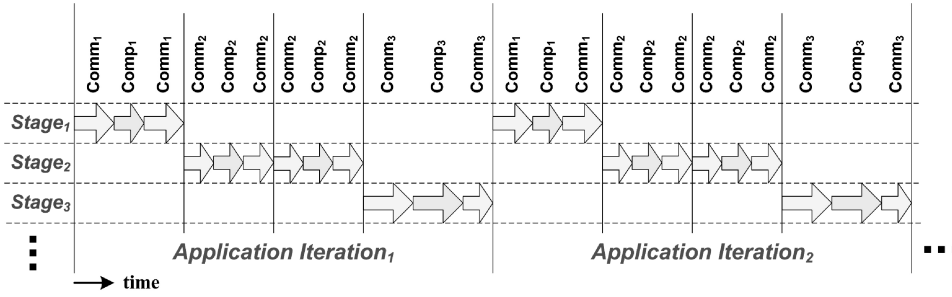 Comm₁ Comp₁ Comm₁ Comm₂ Comp₂ Comm₂ Comm₂ Comp₂ Comm₂ Comm₃ Comp₃ Comm₃ Comm₁ Comp₁ Comm₁ Comm₂ Comp₂ Comm₂ Comm₂ Comp₂ Comm₂ Comm₃ Comp₃ Comm₃
Stage₁
Stage₂
Stage₃
Application Iteration₁ Application Iteration₂
time